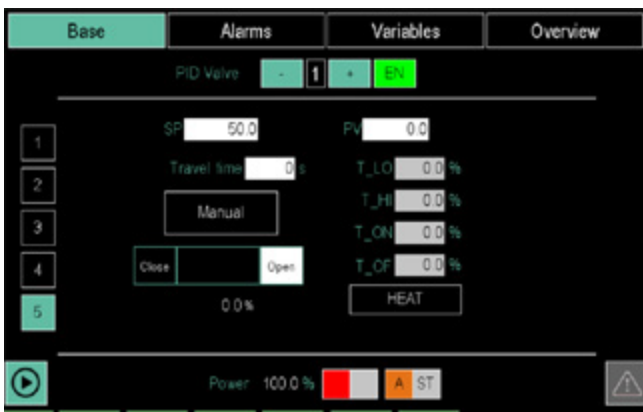 Base Alarms Variables Overview
PID Valve - 1 + EN
SP 50.0 PV 0.0
1
Travel time 0 s T_LO 0.0 %
2
T_HI 0.0 %
Manual
3
T_ON 0.0 %
4
Close Open T_OF 0.0 %
5
0.0 % HEAT
Power 100.0 % A ST